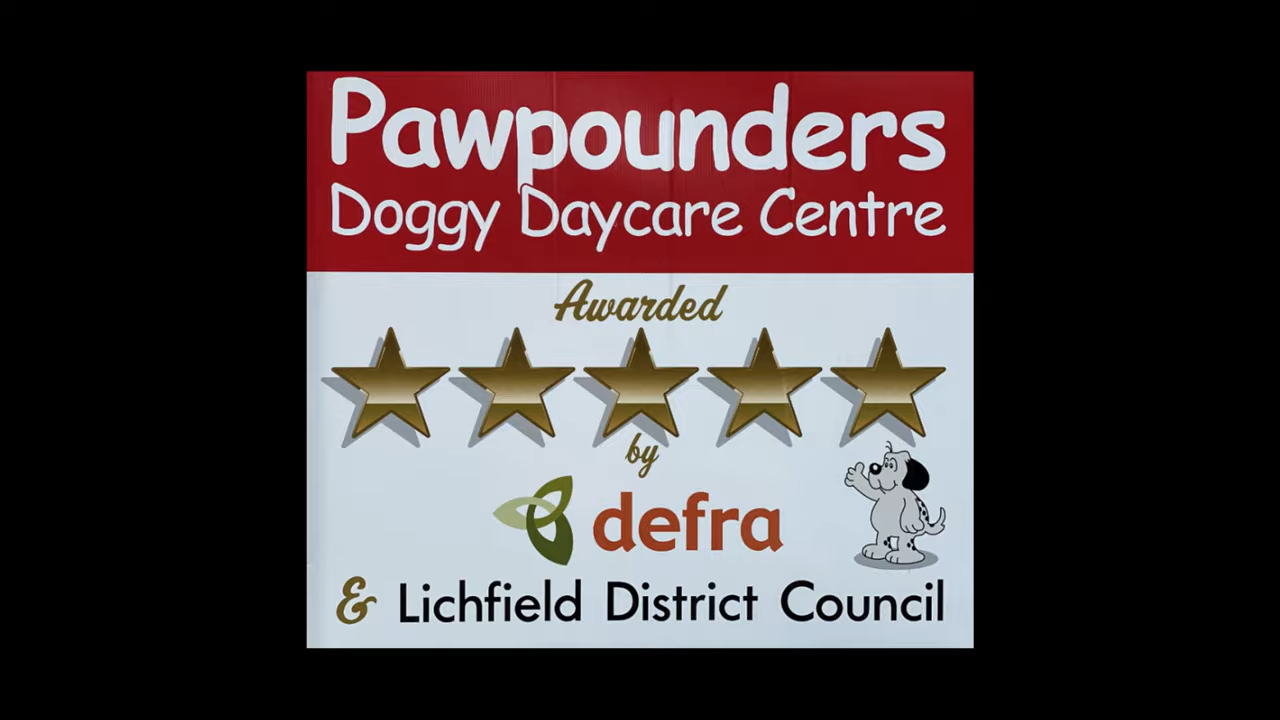 Pawpounders
Doggy Daycare Centre
Awarded
by
defra
& Lichfield District Council